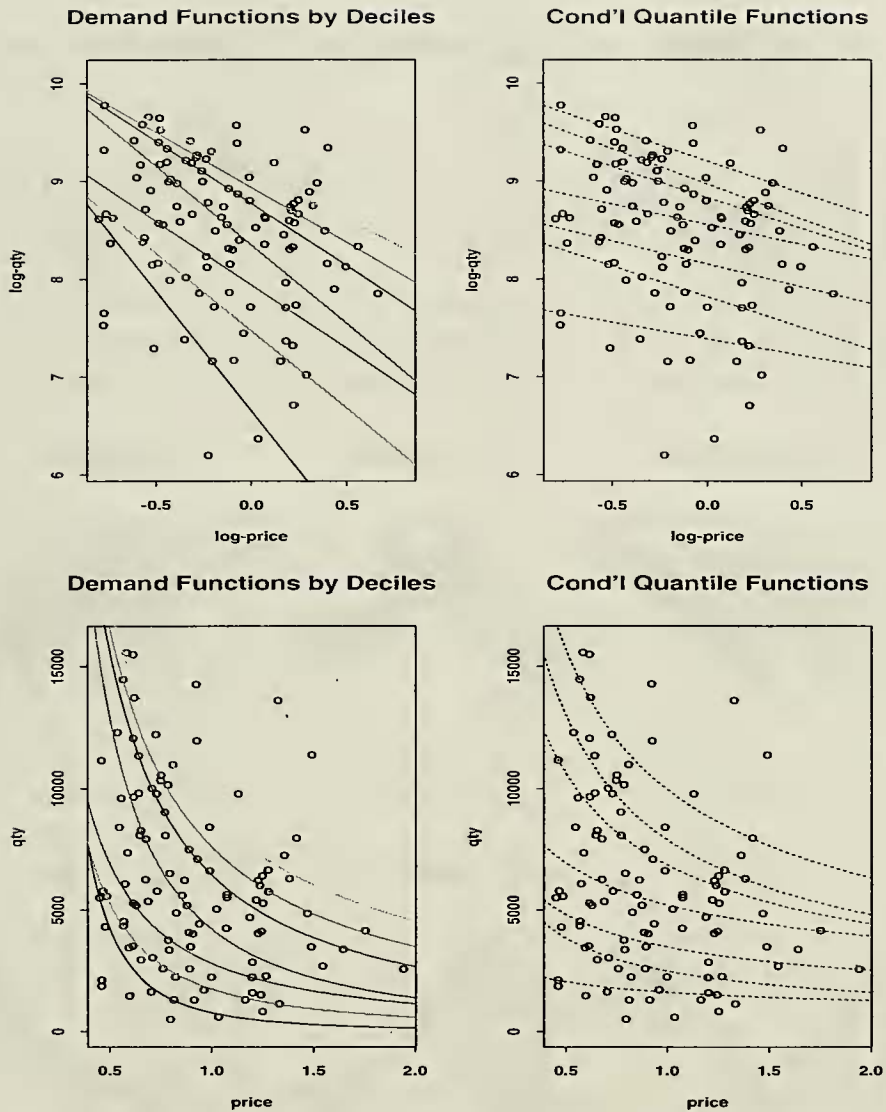 Demand Functions by Deciles
Cond'l Quantile Functions
log-qty
10
9
8
7
6
-0.5 0.0 0.5
log-price
log-qty
10
9
8
7
6
-0.5 0.0 0.5
log-price
Demand Functions by Deciles
Cond'l Quantile Functions
qty
15000
10000
5000
0
0.5 1.0 1.5 2.0
price
qty
15000
10000
5000
0
0.5 1.0 1.5 2.0
price